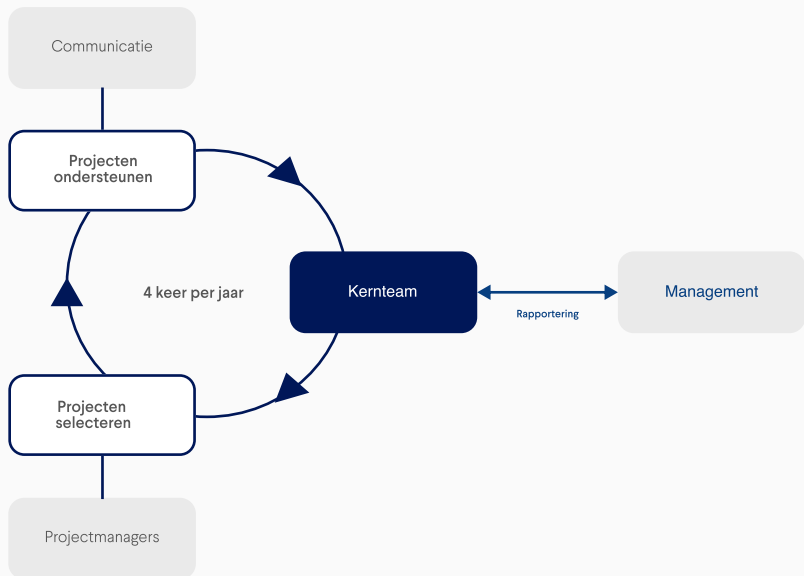 Communicatie
Projecten
ondersteunen
4 keer per jaar
Kernteam
Rapportering
Management
Projecten
selecteren
Projectmanagers